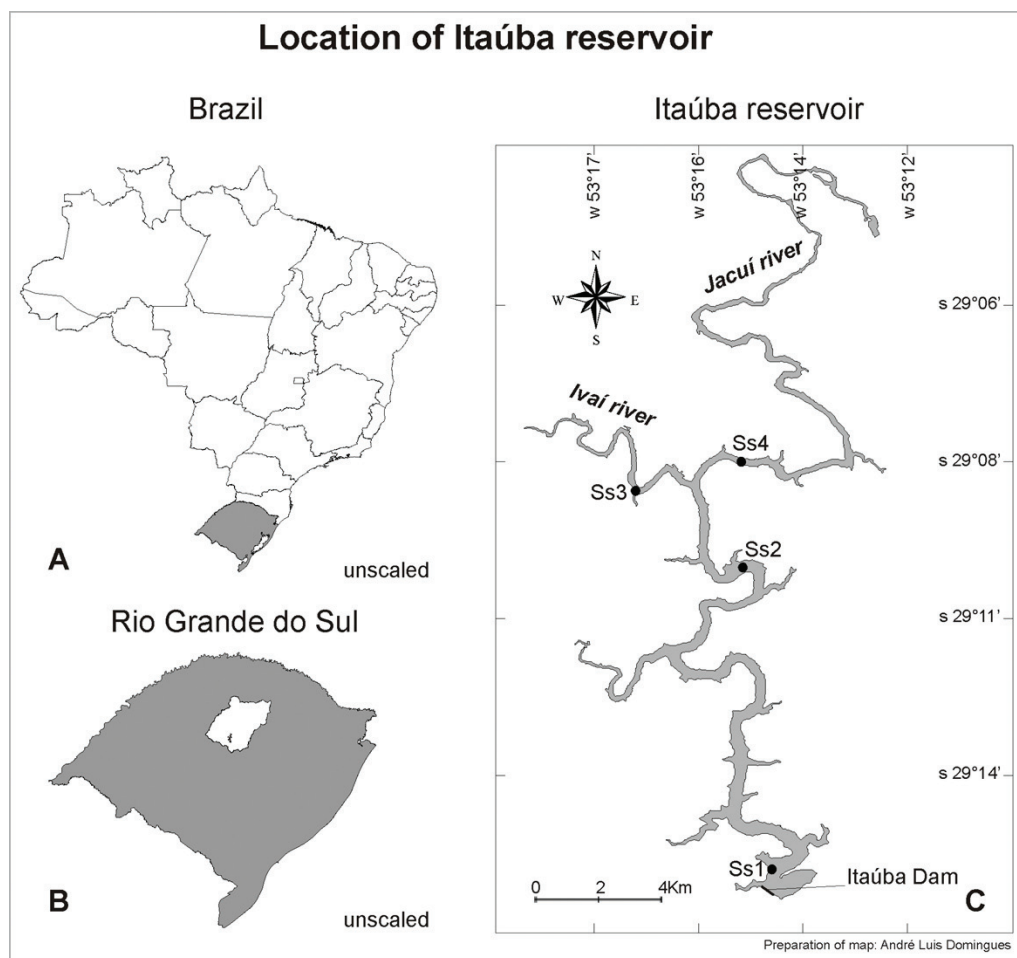 Location of Itaúba reservoir
Brazil
A
unscaled
Rio Grande do Sul
B
unscaled
Itaúba reservoir
w 53°17'
w 53°16'
w 53°14'
w 53°12'
N
W
E
S
Jacuí river
s 29°06'
Ivaí river
Ss4
s 29°08'
Ss3
Ss2
s 29°11'
s 29°14'
Ss1
Itaúba Dam
0 2 4Km
C
Preparation of map: André Luis Domingues